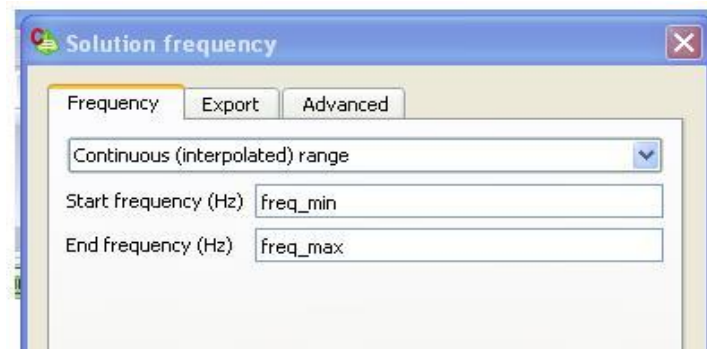 Solution frequency
Frequency Export Advanced
Continuous (interpolated) range
Start frequency (Hz) freq_min
End frequency (Hz) freq_max